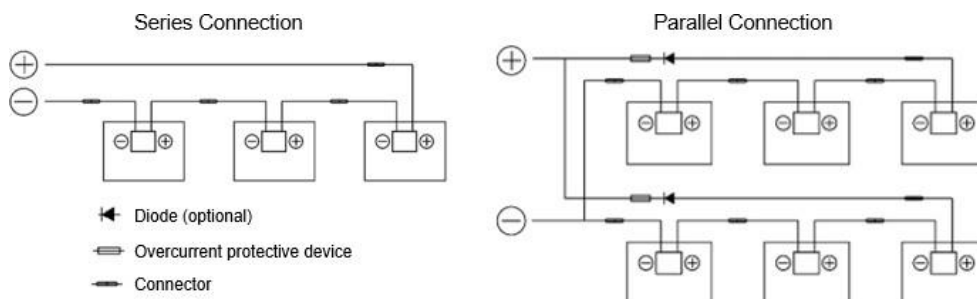 Series Connection
Parallel Connection
+
−
− + − + − +
Diode (optional)
Overcurrent protective device
Connector
+
− + − + − +
−
− + − + − +